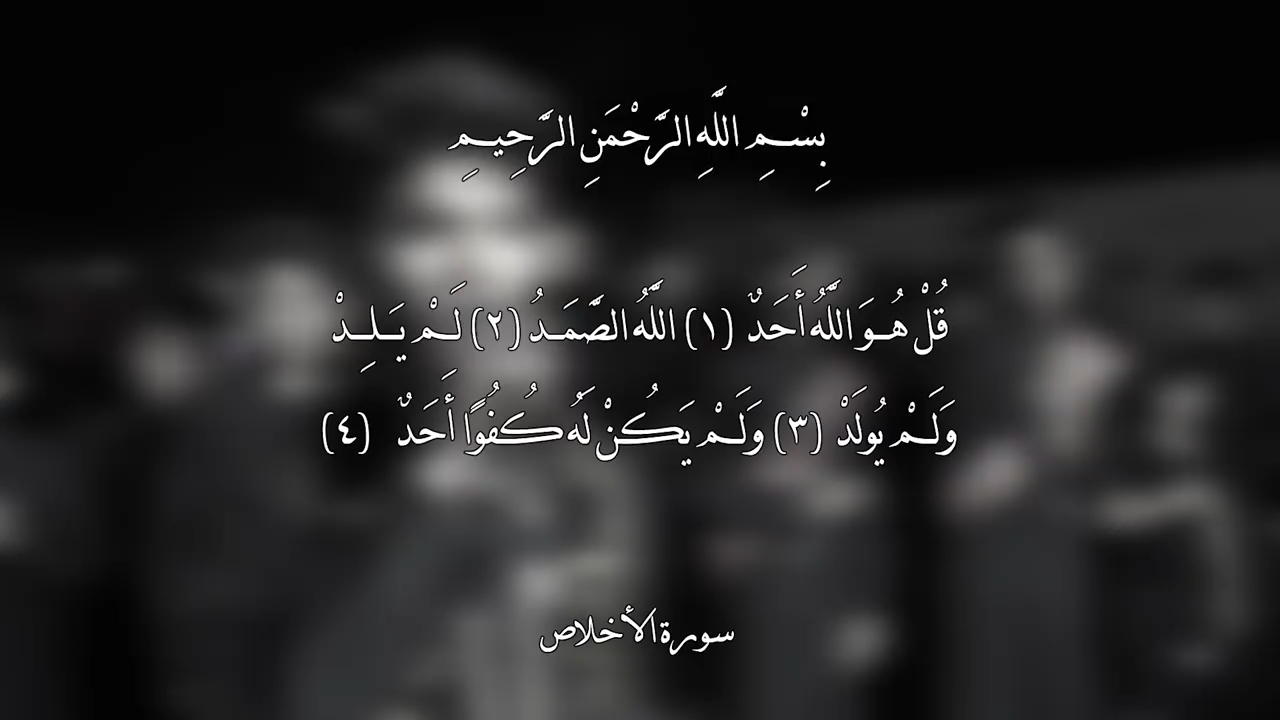 بِسْمِ اللَّهِ الرَّحْمَنِ الرَّحِيمِ
قُلْ هُوَ اللَّهُ أَحَدٌ (١) اللَّهُ الصَّمَدُ (٢) لَمْ يَلِدْ
وَلَمْ يُولَدْ (٣) وَلَمْ يَكُنْ لَهُ كُفُوًا أَحَدٌ (٤)
سورة الأخلاص